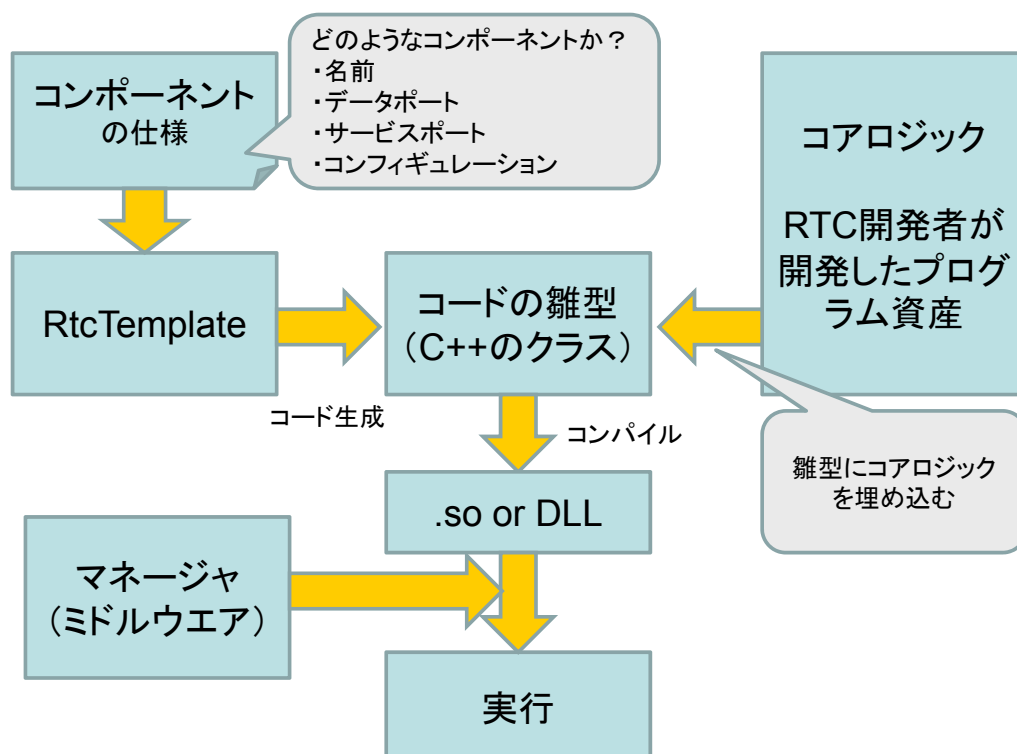 どのようなコンポーネントか？
・名前
・データポート
・サービスポート
・コンフィギュレーション
コンポーネント
の仕様
コアロジック
RTC開発者が
開発したプログ
ラム資産
RtcTemplate
コードの雛型
（C++のクラス）
コード生成
コンパイル
雛型にコアロジック
を埋め込む
.so or DLL
マネージャ
（ミドルウエア）
実行